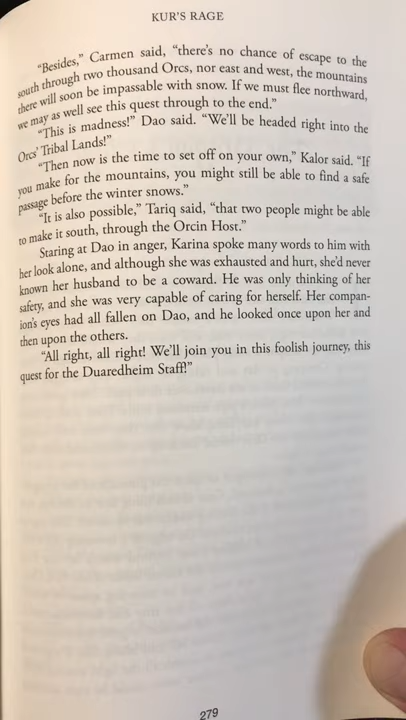 KUR'S RAGE
"Besides," Carmen said, "there's no chance of escape to the
south through two thousand Orcs, nor east and west, the mountains
there will soon be impassable with snow. If we must flee northward,
we may as well see this quest through to the end."
"This is madness!" Dao said. "We'll be headed right into the
Orcs' Tribal Lands!"
"Then now is the time to set off on your own," Kalor said. "If
you make for the mountains, you might still be able to find a safe
passage before the winter snows."
"It is also possible," Tariq said, "that two people might be able
to make it south, through the Orcin Host."
Staring at Dao in anger, Karina spoke many words to him with
her look alone, and although she was exhausted and hurt, she'd never
known her husband to be a coward. He was only thinking of her
safety, and she was very capable of caring for herself. Her compan-
ion's eyes had all fallen on Dao, and he looked once upon her and
then upon the others.
"All right, all right! We'll join you in this foolish journey, this
quest for the Duaredheim Staff!"
279